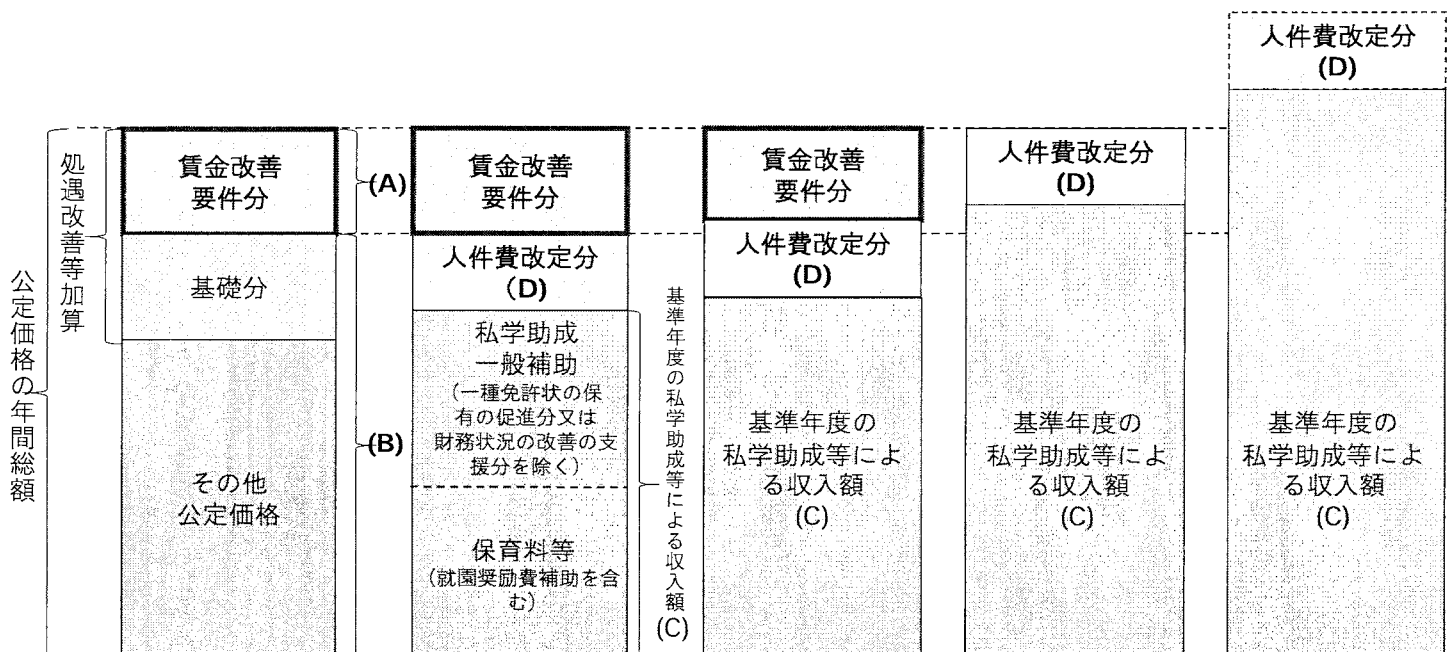 公定価格の年間総額
処遇改善等加算
賃金改善
要件分
基礎分
その他
公定価格
(A)
(B)
賃金改善
要件分
人件費改定分
(D)
私学助成
一般補助
(一種免許状の保
有の促進分又は
財務状況の改善の支
援分を除く)
保育料等
(就園奨励費補助を含
む)
基準年度の私学助成等による収入額
(C)
賃金改善
要件分
人件費改定分
(D)
基準年度の
私学助成等によ
る収入額
(C)
人件費改定分
(D)
基準年度の
私学助成等によ
る収入額
(C)
人件費改定分
(D)
基準年度の
私学助成等によ
る収入額
(C)